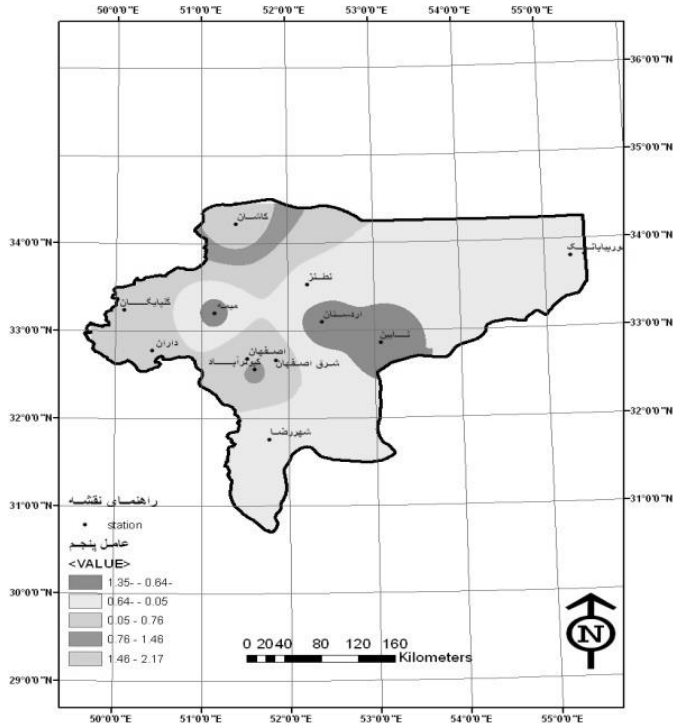 50°0'0"E 51°0'0"E 52°0'0"E 53°0'0"E 54°0'0"E 55°0'0"E
36°0'0"N
35°0'0"N
34°0'0"N
33°0'0"N
32°0'0"N
31°0'0"N
30°0'0"N
29°0'0"N
34°0'0"N
33°0'0"N
32°0'0"N
31°0'0"N
کاشان
نطنز
گلپایگان
میمه
اردستان
نایین
داران
اصفهان
شرق اصفهان
شهررضا
راهنمای نقشه
station
عامل پنجم
<VALUE>
1.35- - 0.64-
0.64- - 0.05
0.05 - 0.76
0.76 - 1.46
1.46 - 2.17
0 20 40 80 120 160
Kilometers
N
50°0'0"E 51°0'0"E 52°0'0"E 53°0'0"E 54°0'0"E 55°0'0"E